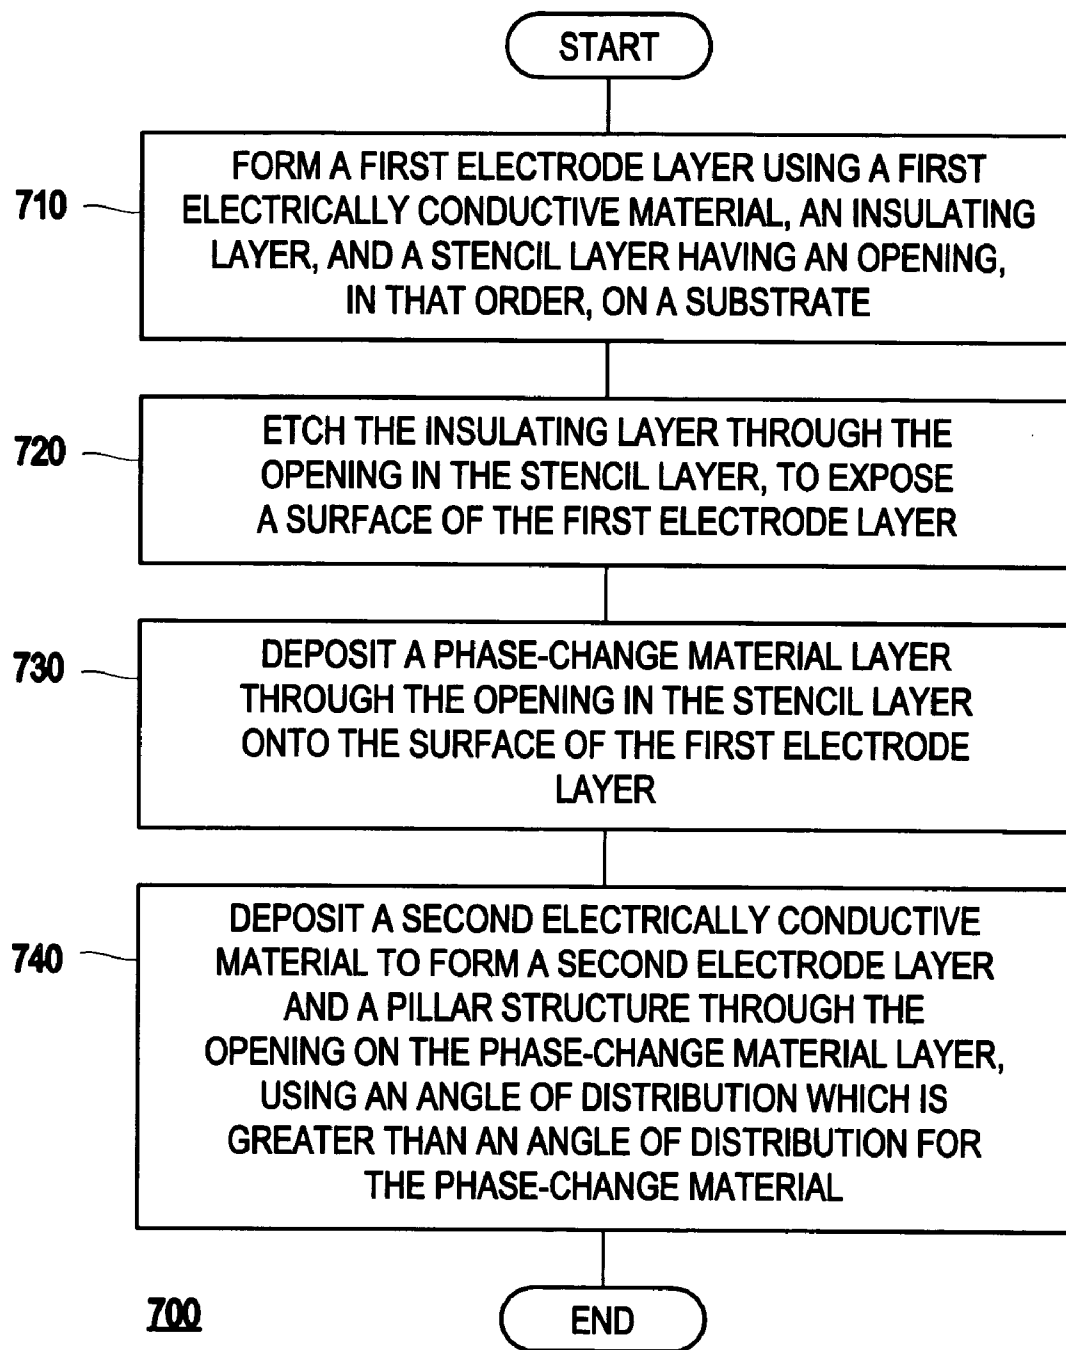 START
710
FORM A FIRST ELECTRODE LAYER USING A FIRST
ELECTRICALLY CONDUCTIVE MATERIAL, AN INSULATING
LAYER, AND A STENCIL LAYER HAVING AN OPENING,
IN THAT ORDER, ON A SUBSTRATE
720
ETCH THE INSULATING LAYER THROUGH THE
OPENING IN THE STENCIL LAYER, TO EXPOSE
A SURFACE OF THE FIRST ELECTRODE LAYER
730
DEPOSIT A PHASE-CHANGE MATERIAL LAYER
THROUGH THE OPENING IN THE STENCIL LAYER
ONTO THE SURFACE OF THE FIRST ELECTRODE
LAYER
740
DEPOSIT A SECOND ELECTRICALLY CONDUCTIVE
MATERIAL TO FORM A SECOND ELECTRODE LAYER
AND A PILLAR STRUCTURE THROUGH THE
OPENING ON THE PHASE-CHANGE MATERIAL LAYER,
USING AN ANGLE OF DISTRIBUTION WHICH IS
GREATER THAN AN ANGLE OF DISTRIBUTION FOR
THE PHASE-CHANGE MATERIAL
700
END